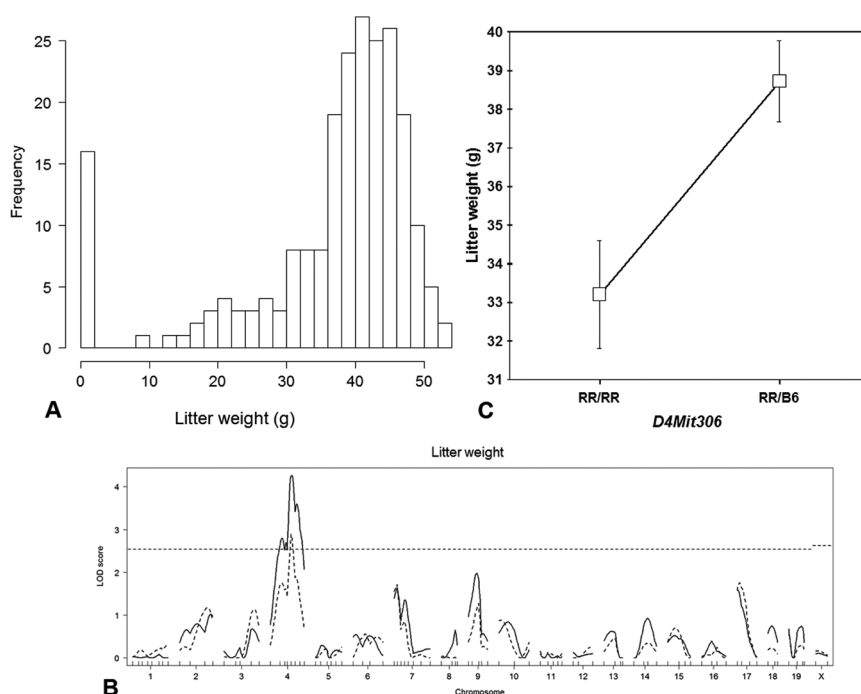 25
20
15
10
5
0
Frequency
0 10 20 30 40 50
Litter weight (g)
A
40
39
38
37
36
35
34
33
32
31
Litter weight (g)
RR/RR RR/B6
D4Mit306
C
Litter weight
4
3
2
1
0
LOD score
1 2 3 4 5 6 7 8 9 10 11 12 13 14 15 16 17 18 19 X
Chromosome
B